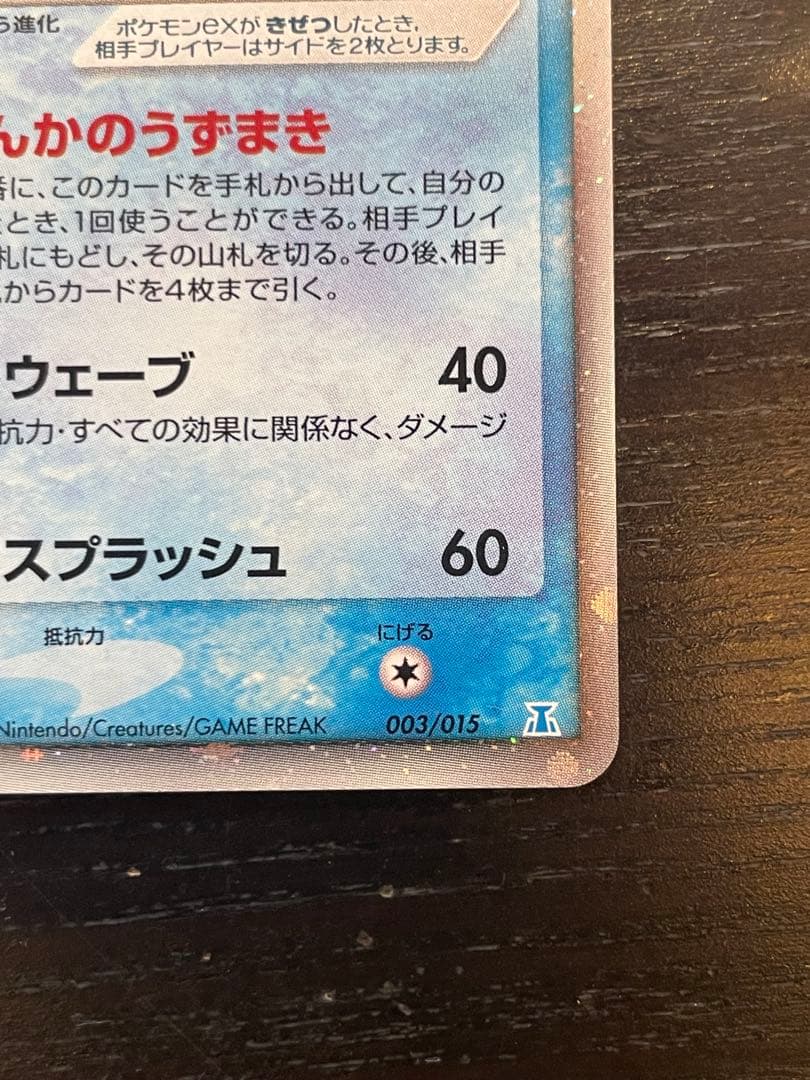 う進化
ポケモンexが きぜつしたとき、
相手プレイヤーはサイドを2枚とります。
んかのうずまき
番に、このカードを手札から出して、自分の
とき、1回使うことができる。相手プレイ
札にもどし、その山札を切る。その後、相手
からカードを4枚まで引く。
ウェーブ 40
抗力・すべての効果に関係なく、ダメージ
スプラッシュ 60
抵抗力 にげる
Nintendo/Creatures/GAME FREAK 003/015